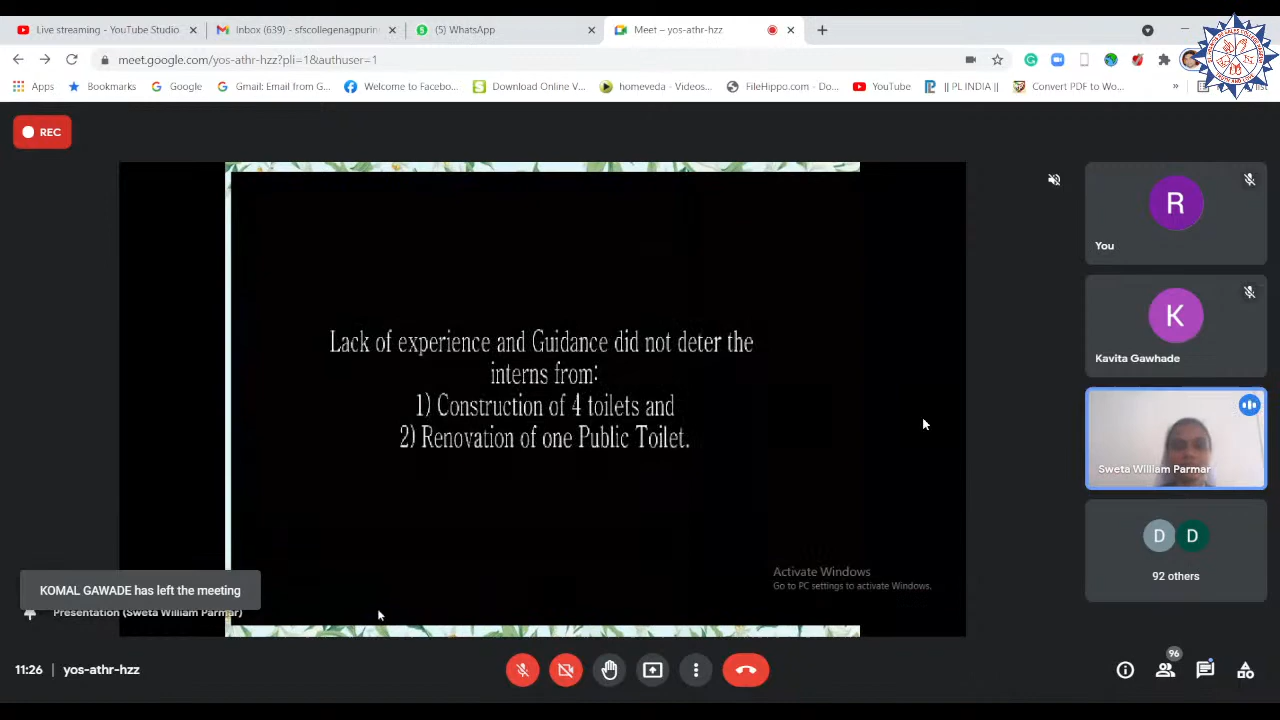 Live streaming - YouTube Studio
Inbox (639) - sfscollegenagpurin
(5) WhatsApp
Meet – yos-athr-hzz
meet.google.com/yos-athr-hzz?pli=1&authuser=1
Apps
Bookmarks
Google
Gmail: Email from G...
Welcome to Facebo...
Download Online V...
homeveda - Videos...
FileHippo.com - Do...
YouTube
|| PL INDIA ||
Convert PDF to Wo...
»
REC
Lack of experience and Guidance did not deter the
interns from:
1) Construction of 4 toilets and
2) Renovation of one Public Toilet.
Activate Windows
Go to PC settings to activate Windows.
R
You
K
Kavita Gawhade
Sweta William Parmar
D D
92 others
KOMAL GAWADE has left the meeting
Presentation (Sweta William Parmar)
11:26 | yos-athr-hzz
96